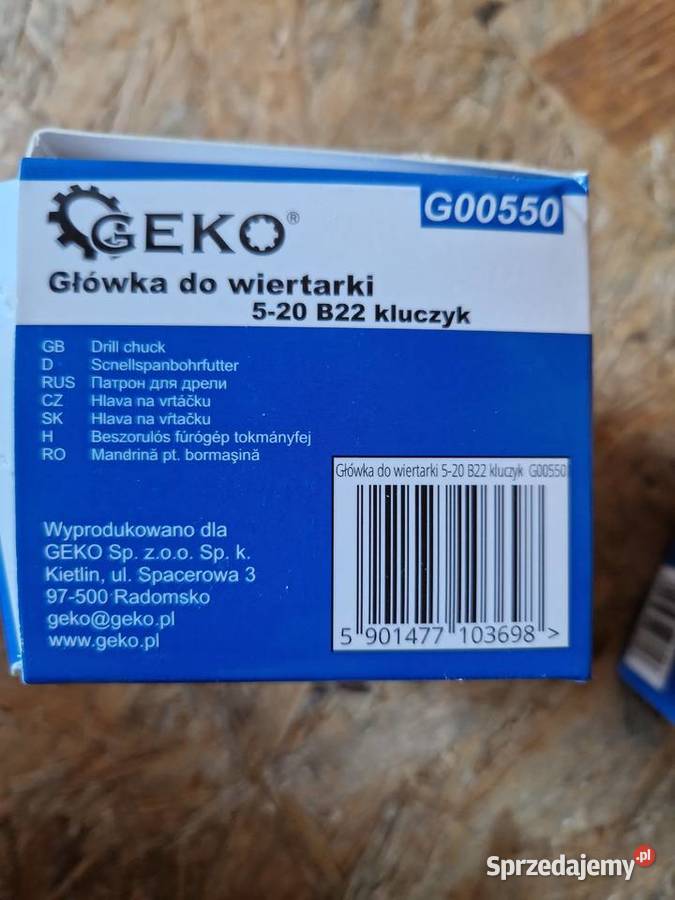 GEKO®
G00550
Główka do wiertarki
5-20 B22 kluczyk
GB Drill chuck
D Scnellspanbohrfutter
RUS Патрон для дрели
CZ Hlava na vrtáčku
SK Hlava na vŕtačku
H Beszorulós fúrógép tokmányfej
RO Mandrină pt. bormaşină
Główka do wiertarki 5-20 B22 kluczyk G00550
5 901477 103698 >
Wyprodukowano dla
GEKO Sp. z.o.o. Sp. k.
Kietlin, ul. Spacerowa 3
97-500 Radomsko
geko@geko.pl
www.geko.pl
Sprzedajemy.pl